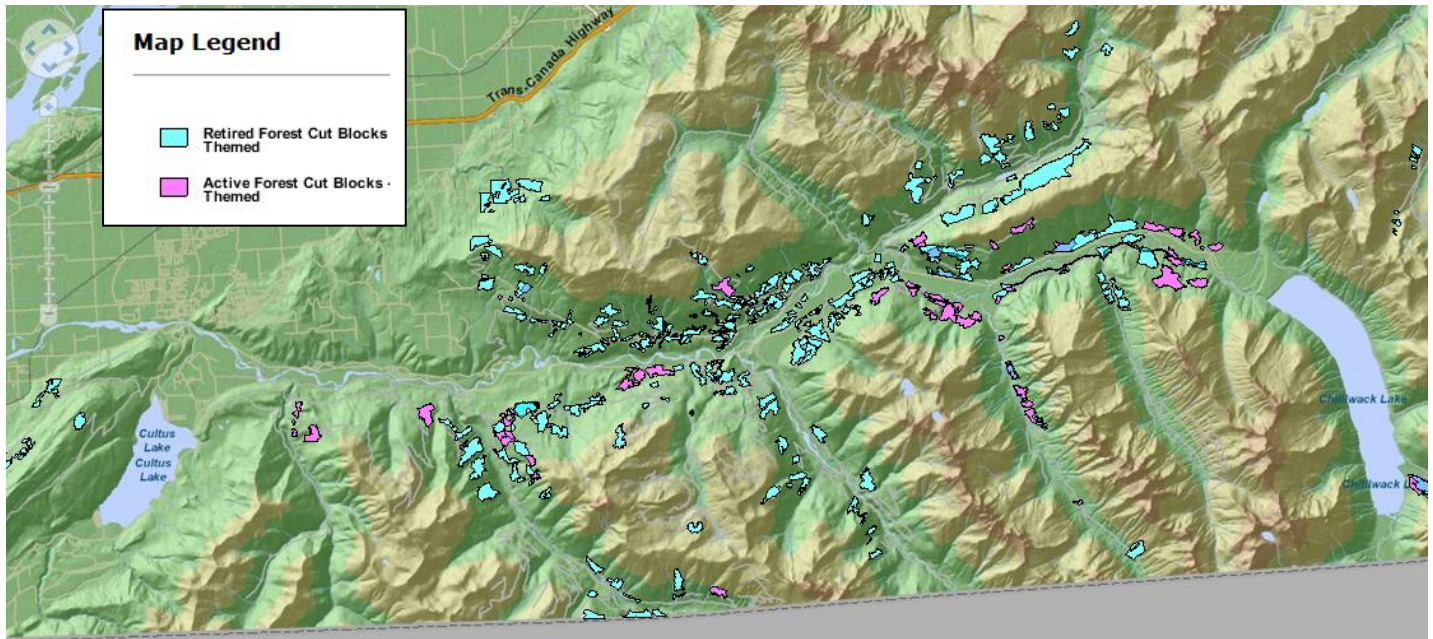 Map Legend
Retired Forest Cut Blocks
Themed
Active Forest Cut Blocks -
Themed
Trans-Canada Highway
Cultus
Lake
Cultus
Lake
Chilliwack Lake
Chilliwack L